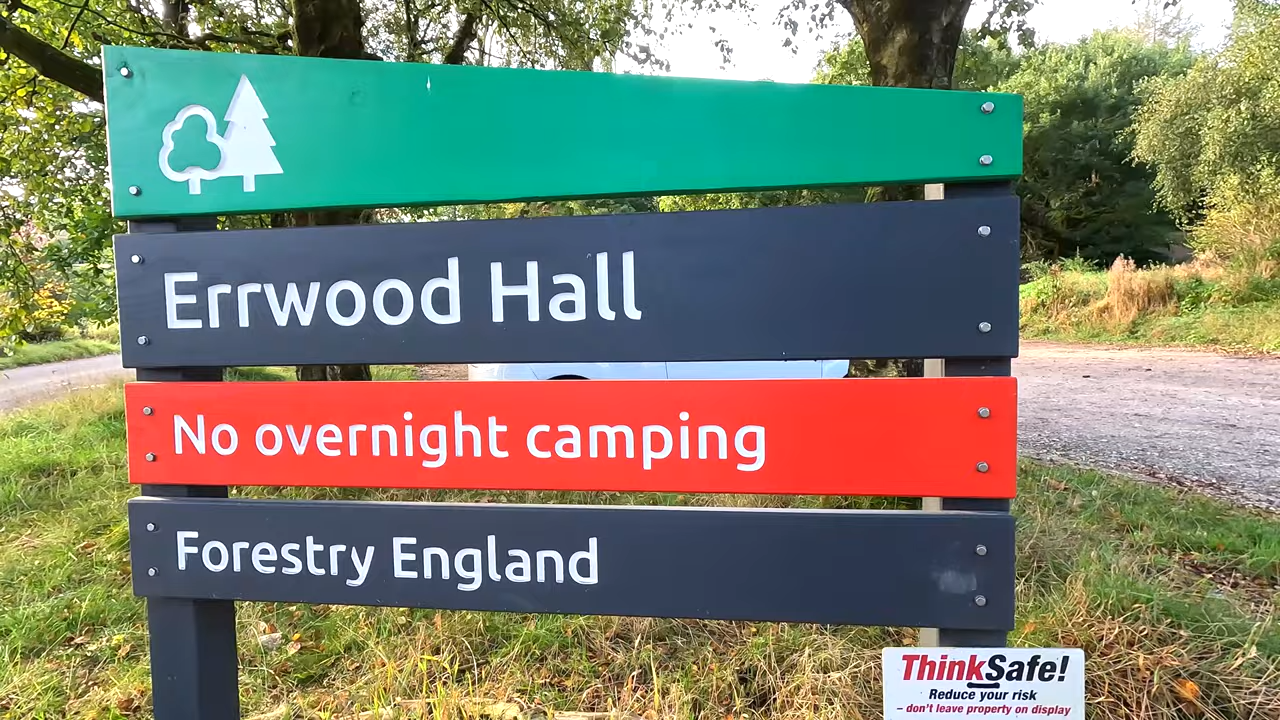 Errwood Hall
No overnight camping
Forestry England
ThinkSafe!
Reduce your risk
– don't leave property on display